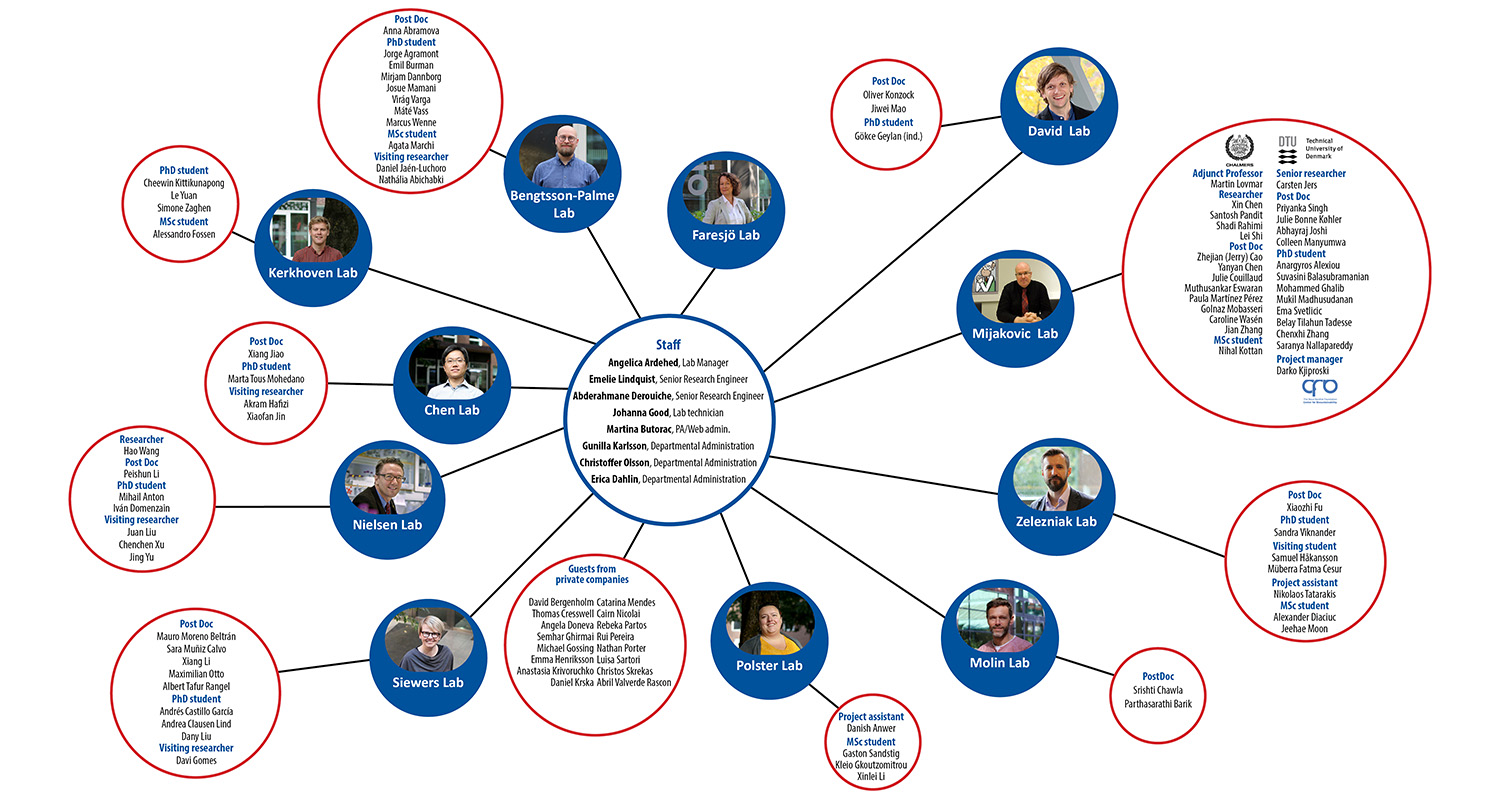 Post Doc
Anna Abramova
PhD student
Jorge Agramont
Emil Burman
Mirjam Dannborg
Josue Mamani
Virág Varga
Máté Vass
Marcus Wenne
MSc student
Agata Marchi
Visiting researcher
Daniel Jaén-Luchoro
Nathália Abichabki
Bengtsson-Palme
Lab
Faresjö Lab
Post Doc
Oliver Konzock
Jiwei Mao
PhD student
Gökce Geylan (ind.)
David Lab
PhD student
Cheewin Kittikunapong
Le Yuan
Simone Zaghen
MSc student
Alessandro Fossen
Kerkhoven Lab
Mijakovic Lab
CHALMERS
Adjunct Professor
Martin Lovmar
Researcher
Xin Chen
Santosh Pandit
Shadi Rahimi
Lei Shi
Post Doc
Zhejian (Jerry) Cao
Yanyan Chen
Julie Couillaud
Muthusankar Eswaran
Paula Martínez Pérez
Golnaz Mobasseri
Caroline Wasén
Jian Zhang
MSc student
Nihal Kottan
DTU
Technical
University of
Denmark
Senior researcher
Carsten Jers
Post Doc
Priyanka Singh
Julie Bonne Køhler
Abhayraj Joshi
Colleen Manyumwa
PhD student
Anargyros Alexiou
Suvasini Balasubramanian
Mohammed Ghalib
Mukil Madhusudanan
Ema Svetlicic
Belay Tilahun Tadesse
Chenxhi Zhang
Saranya Nallapareddy
Project manager
Darko Kjiproski
Post Doc
Xiang Jiao
PhD student
Marta Tous Mohedano
Visiting researcher
Akram Hafizi
Xiaofan Jin
Chen Lab
Staff
Angelica Ardehed, Lab Manager
Emelie Lindquist, Senior Research Engineer
Abderahmane Derouiche, Senior Research Engineer
Johanna Good, Lab technician
Martina Butorac, PA/Web admin.
Gunilla Karlsson, Departmental Administration
Christoffer Olsson, Departmental Administration
Erica Dahlin, Departmental Administration
Researcher
Hao Wang
Post Doc
Peishun Li
PhD student
Mihail Anton
Iván Domenzain
Visiting researcher
Juan Liu
Chenchen Xu
Jing Yu
Nielsen Lab
Zelezniak Lab
Post Doc
Xiaozhi Fu
PhD student
Sandra Viknander
Visiting student
Samuel Håkansson
Müberra Fatma Cesur
Project assistant
Nikolaos Tatarakis
MSc student
Alexander Diaciuc
Jeehae Moon
Post Doc
Mauro Moreno Beltrán
Sara Muñiz Calvo
Xiang Li
Maximilian Otto
Albert Tafur Rangel
PhD student
Andrés Castillo García
Andrea Clausen Lind
Dany Liu
Visiting researcher
Davi Gomes
Siewers Lab
Guests from
private companies
David Bergenholm Catarina Mendes
Thomas Cresswell Cairn Nicolai
Angela Doneva Rebeka Partos
Semhar Ghirmai Rui Pereira
Michael Gossing Nathan Porter
Emma Henriksson Luisa Sartori
Anastasia Krivoruchko Christos Skrekas
Daniel Krska Abril Valverde Rascon
Polster Lab
Project assistant
Danish Anwer
MSc student
Gaston Sandstig
Kleio Gkoutzomitrou
Xinlei Li
Molin Lab
PostDoc
Srishti Chawla
Parthasarathi Barik